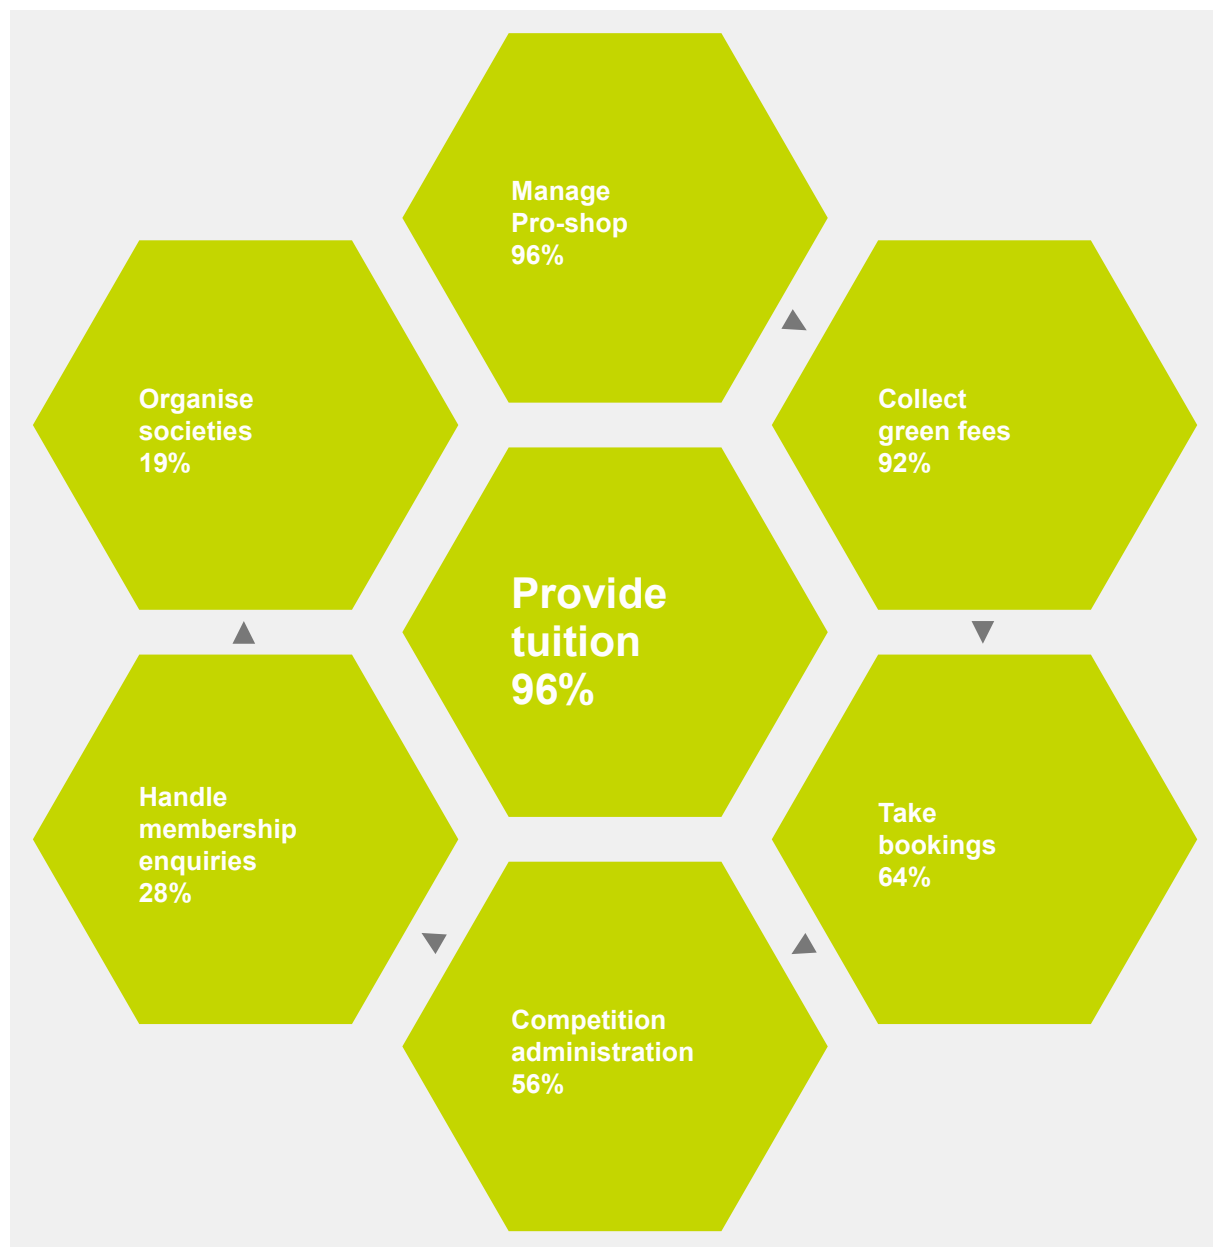 Manage
Pro-shop
96%
Collect
green fees
92%
Take
bookings
64%
Competition
administration
56%
Handle
membership
enquiries
28%
Organise
societies
19%
Provide
tuition
96%